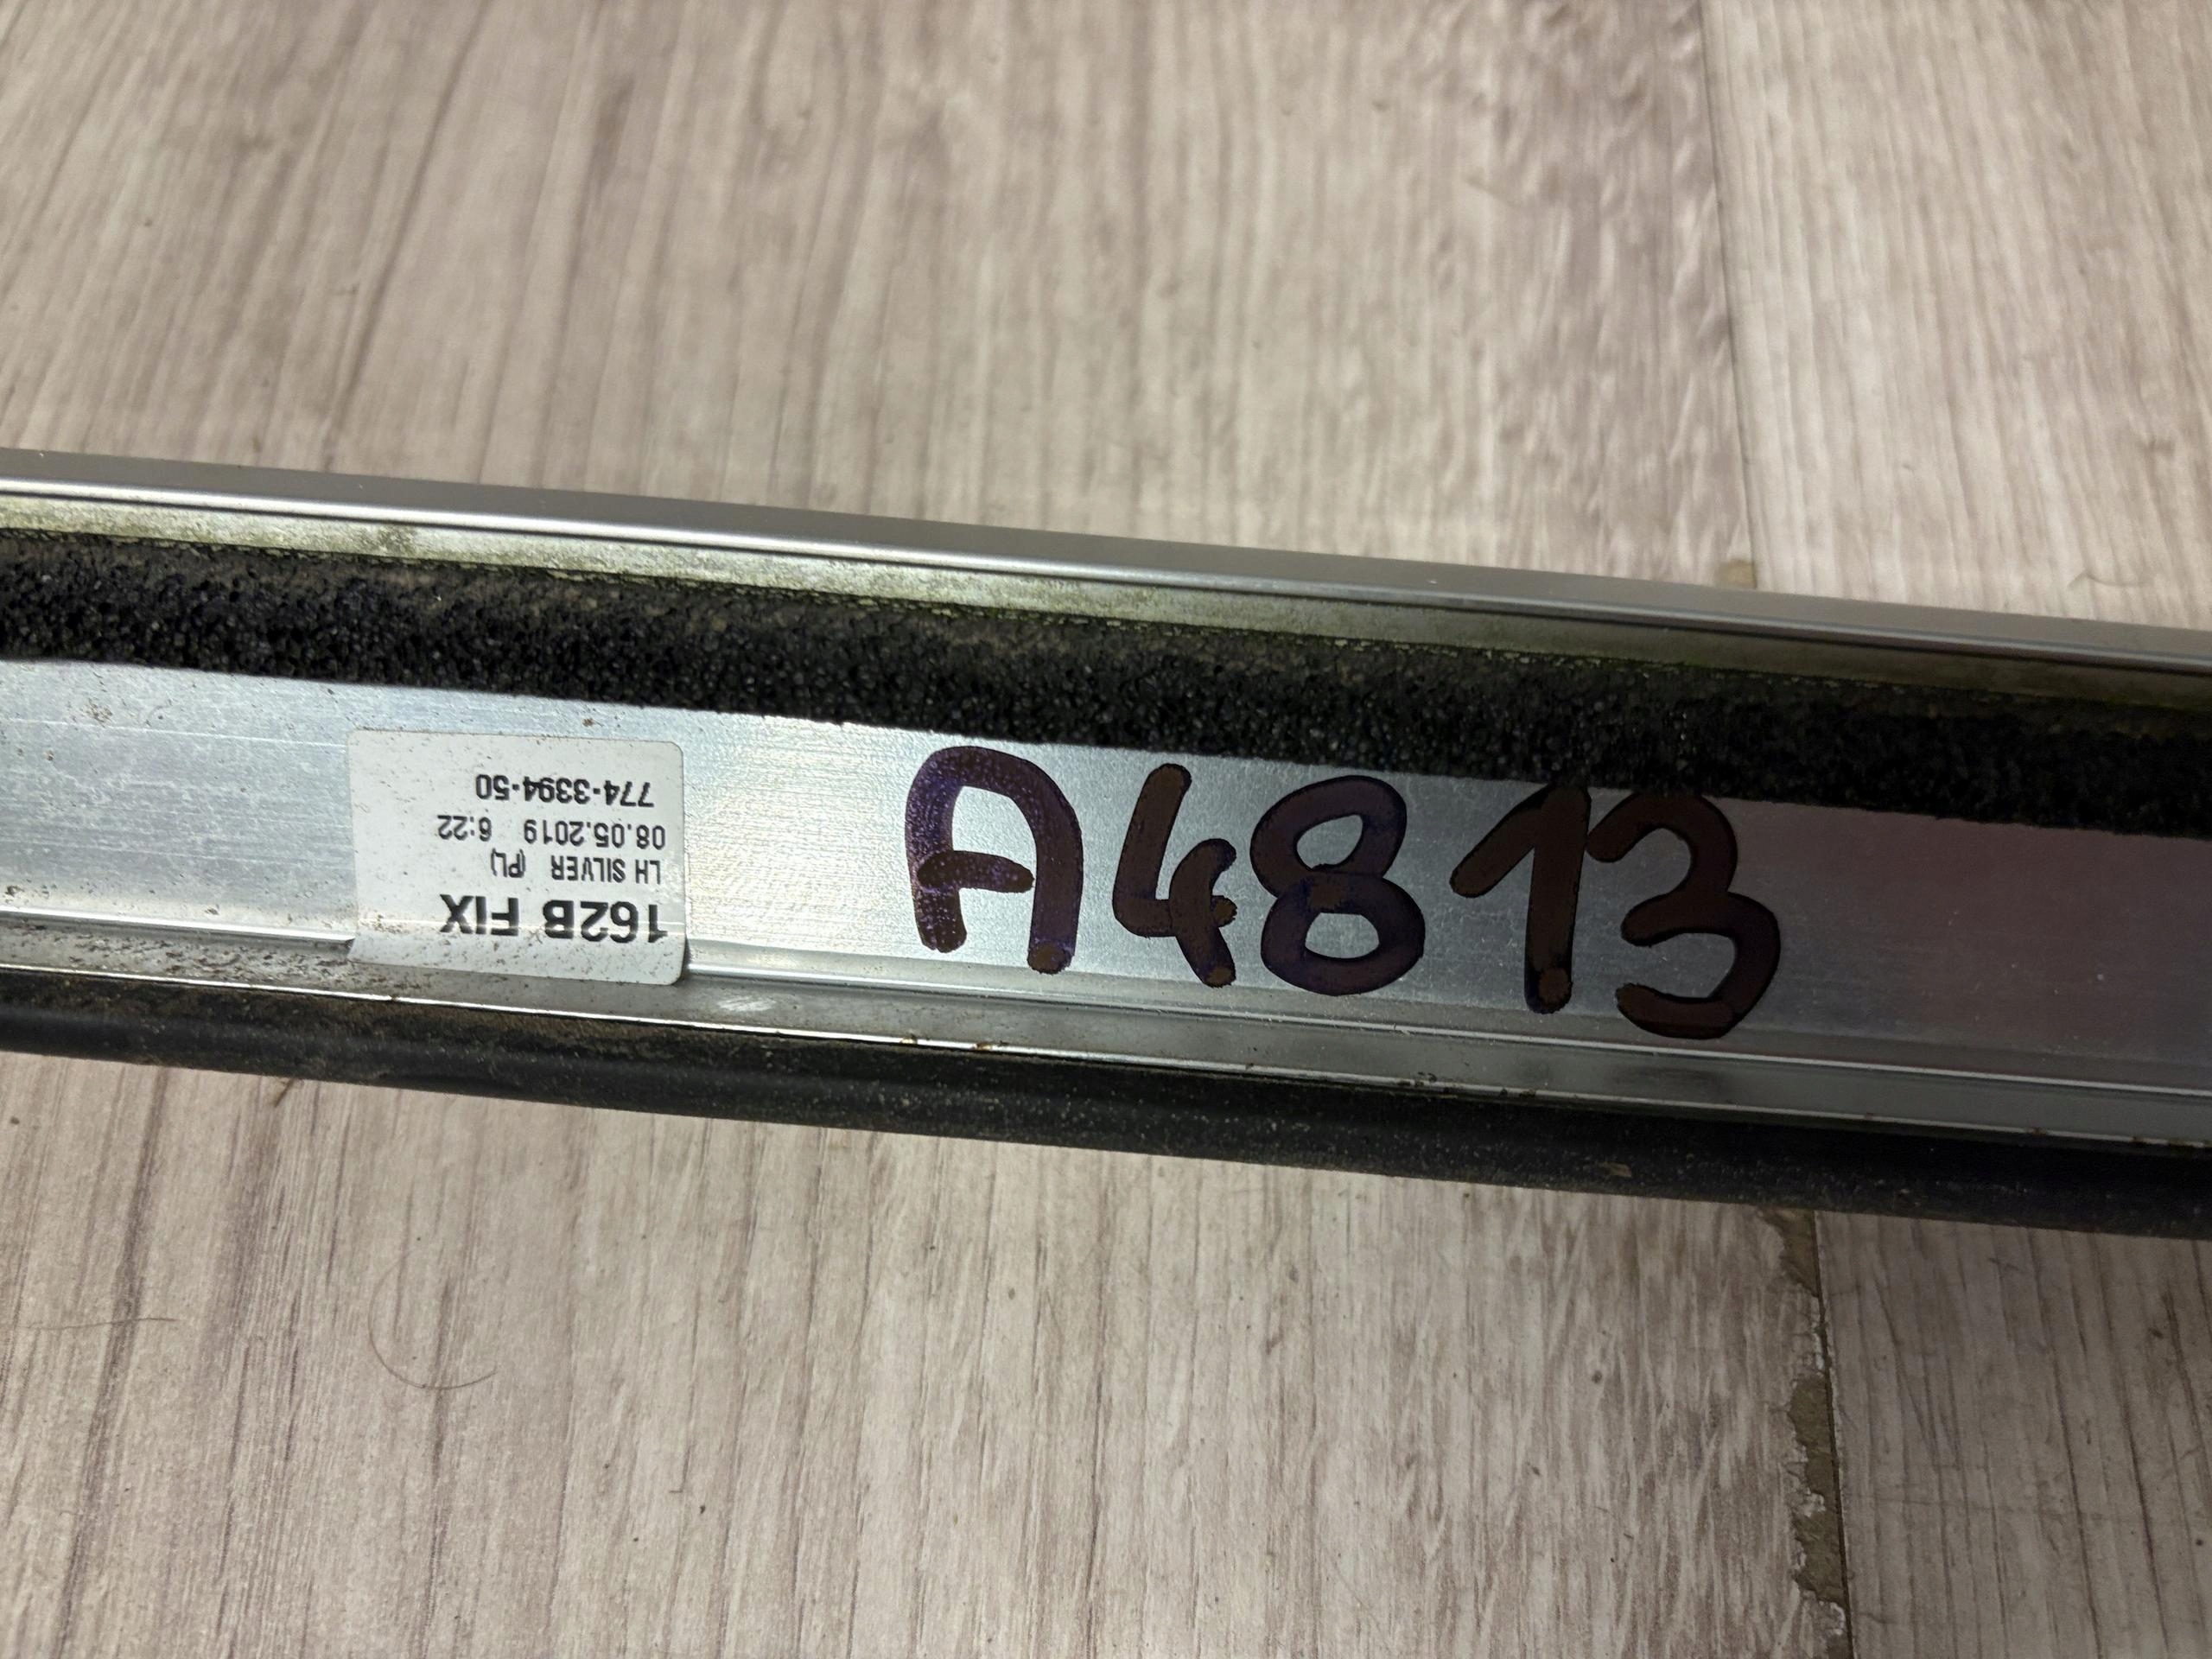 162B FIX
LH SILVER (PL)
08.05.2019 6:22
774-3394-50
A4813